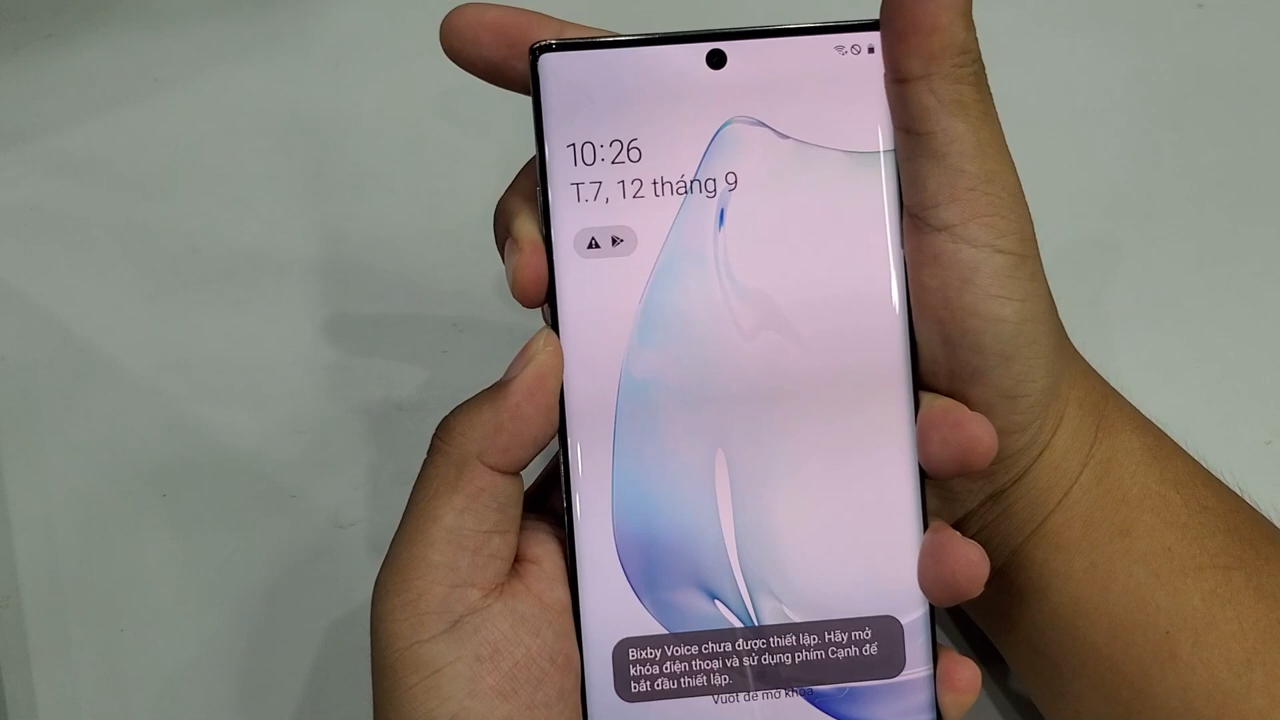 10:26
T.7, 12 tháng 9
Bixby Voice chưa được thiết lập. Hãy mở
khóa điện thoại và sử dụng phím Cạnh để
bắt đầu thiết lập.
Vuốt để mở khóa